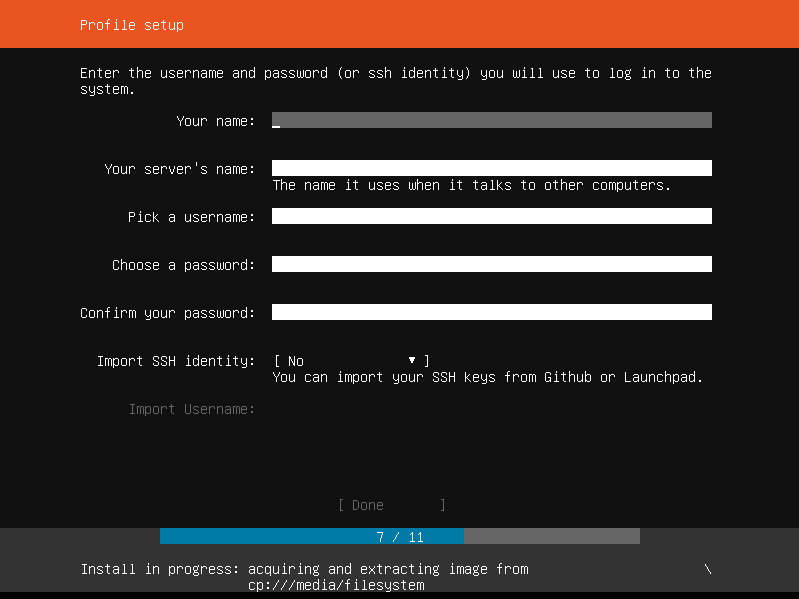 Profile setup
Enter the username and password (or ssh identity) you will use to log in to the
system.
Your name:
Your server's name:
The name it uses when it talks to other computers.
Pick a username:
Choose a password:
Confirm your password:
Import SSH identity: [ No ▼ ]
You can import your SSH keys from Github or Launchpad.
Import Username:
[ Done ]
7 / 11
Install in progress: acquiring and extracting image from \
cp:///media/filesystem